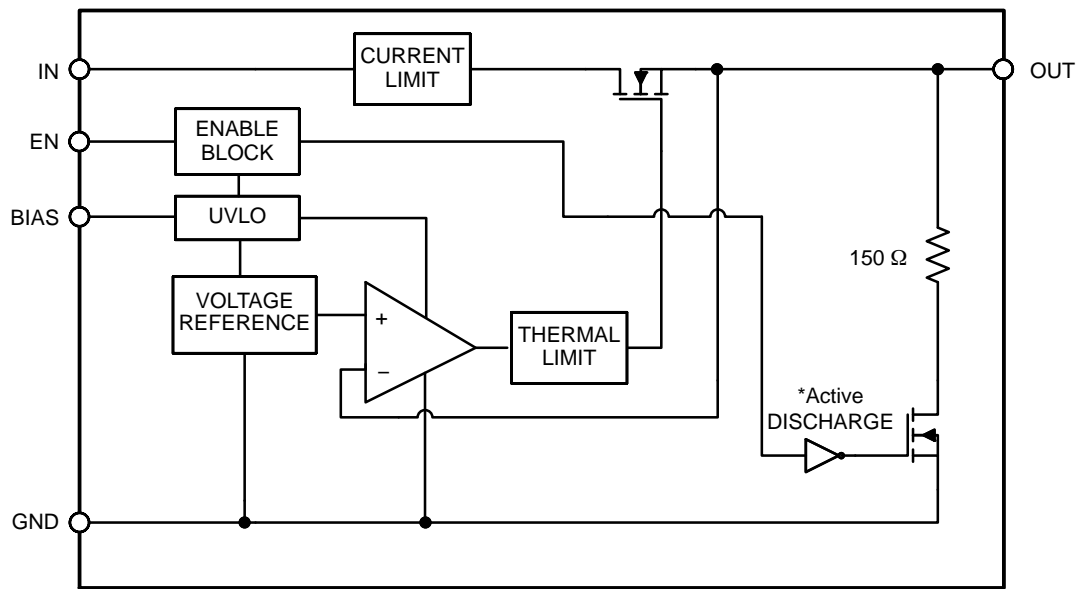 IN
CURRENT
LIMIT
OUT
EN
ENABLE
BLOCK
BIAS
UVLO
150 Ω
VOLTAGE
REFERENCE
+
−
THERMAL
LIMIT
*Active
DISCHARGE
GND